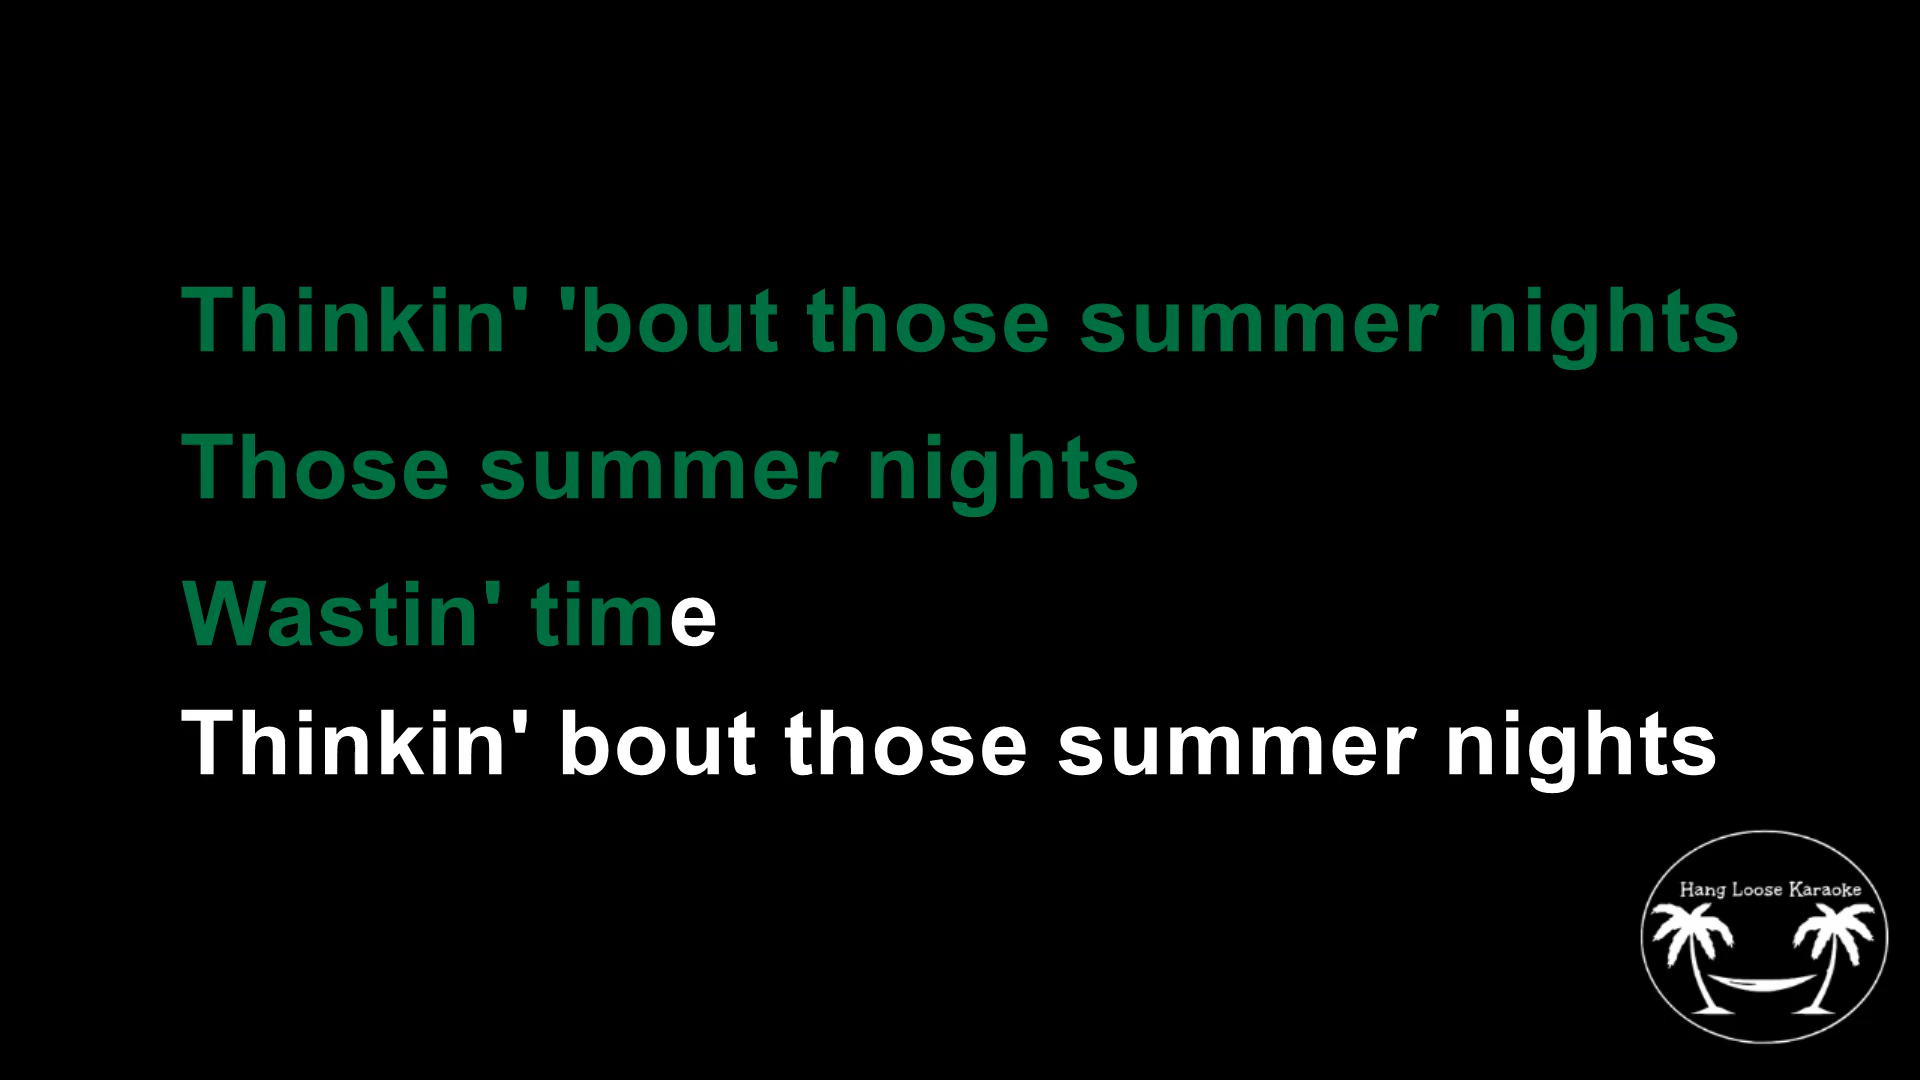 Thinkin' 'bout those summer nights
Those summer nights
Wastin' time
Thinkin' bout those summer nights
Hang Loose Karaoke